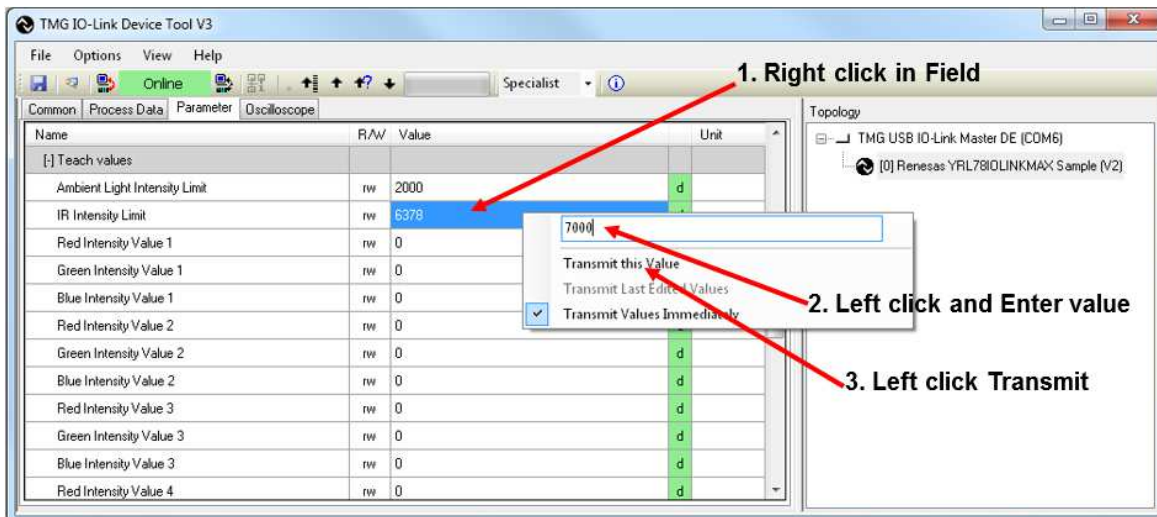 TMG IO-Link Device Tool V3
File Options View Help
Online Specialist
1. Right click in Field
Common Process Data Parameter Oscilloscope
Topology
Name R/W Value Unit
TMG USB IO-Link Master DE (COM6)
[-] Teach values
[0] Renesas YRL78IOLINKMAX Sample (V2)
Ambient Light Intensity Limit rw 2000 d
IR Intensity Limit rw 6378
7000
Red Intensity Value 1 rw 0
Transmit this Value
Green Intensity Value 1 rw 0
Transmit Last Edited Values
Blue Intensity Value 1 rw 0
2. Left click and Enter value
Transmit Values Immediately
Red Intensity Value 2 rw 0
Green Intensity Value 2 rw 0 d
Blue Intensity Value 2 rw 0 d
3. Left click Transmit
Red Intensity Value 3 rw 0 d
Green Intensity Value 3 rw 0 d
Blue Intensity Value 3 rw 0 d
Red Intensity Value 4 rw 0 d